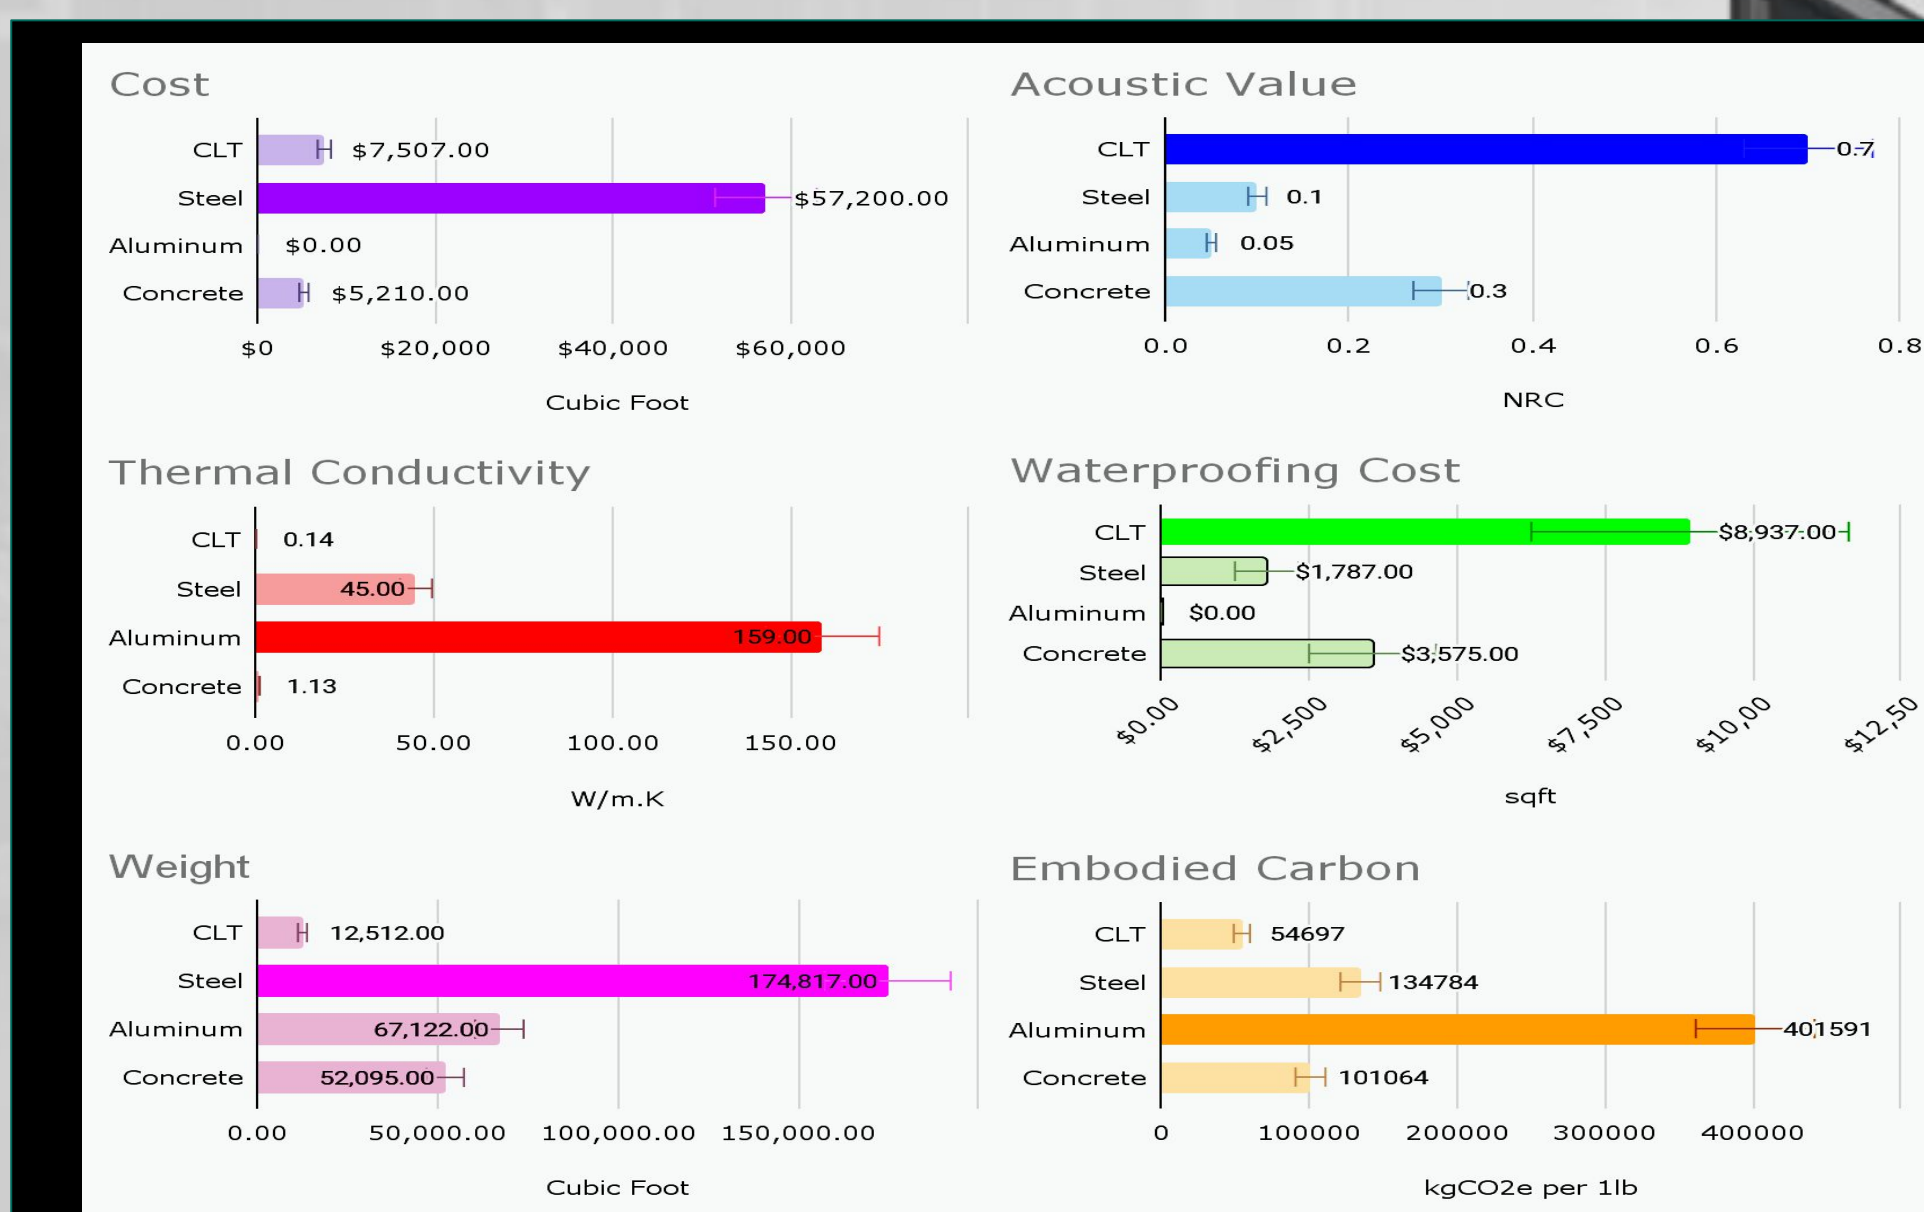 Cost
CLT $7,507.00
Steel $57,200.00
Aluminum $0.00
Concrete $5,210.00
$0 $20,000 $40,000 $60,000
Cubic Foot
Acoustic Value
CLT 0.7
Steel 0.1
Aluminum 0.05
Concrete 0.3
0.0 0.2 0.4 0.6 0.8
NRC
Thermal Conductivity
CLT 0.14
Steel 45.00
Aluminum 159.00
Concrete 1.13
0.00 50.00 100.00 150.00
W/m.K
Waterproofing Cost
CLT $8,937.00
Steel $1,787.00
Aluminum $0.00
Concrete $3,575.00
$0.00 $2,500 $5,000 $7,500 $10,00 $12,50
sqft
Weight
CLT 12,512.00
Steel 174,817.00
Aluminum 67,122.00
Concrete 52,095.00
0.00 50,000.00 100,000.00 150,000.00
Cubic Foot
Embodied Carbon
CLT 54697
Steel 134784
Aluminum 401591
Concrete 101064
0 100000 200000 300000 400000
kgCO2e per 1lb